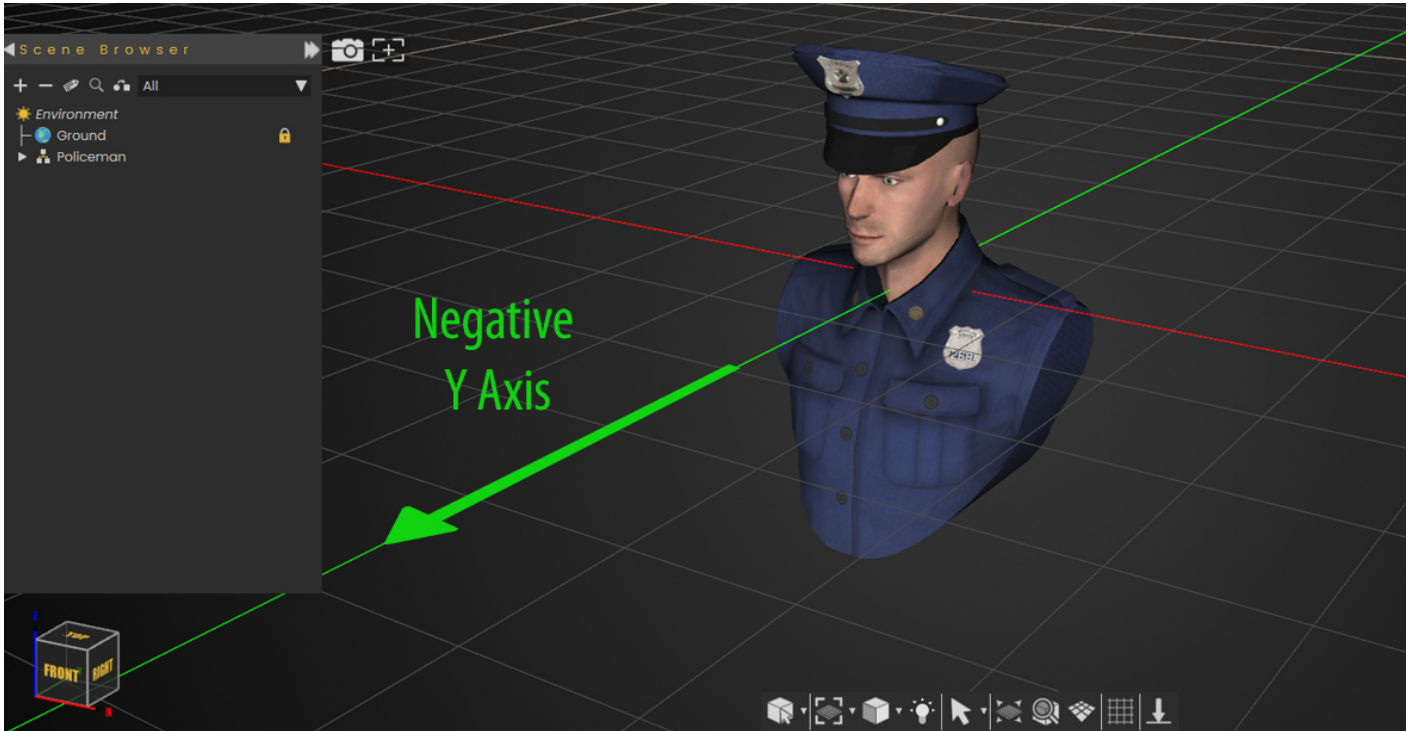 Scene Browser
All
Environment
Ground
Policeman
Negative
Y Axis
TOP
FRONT
RIGHT